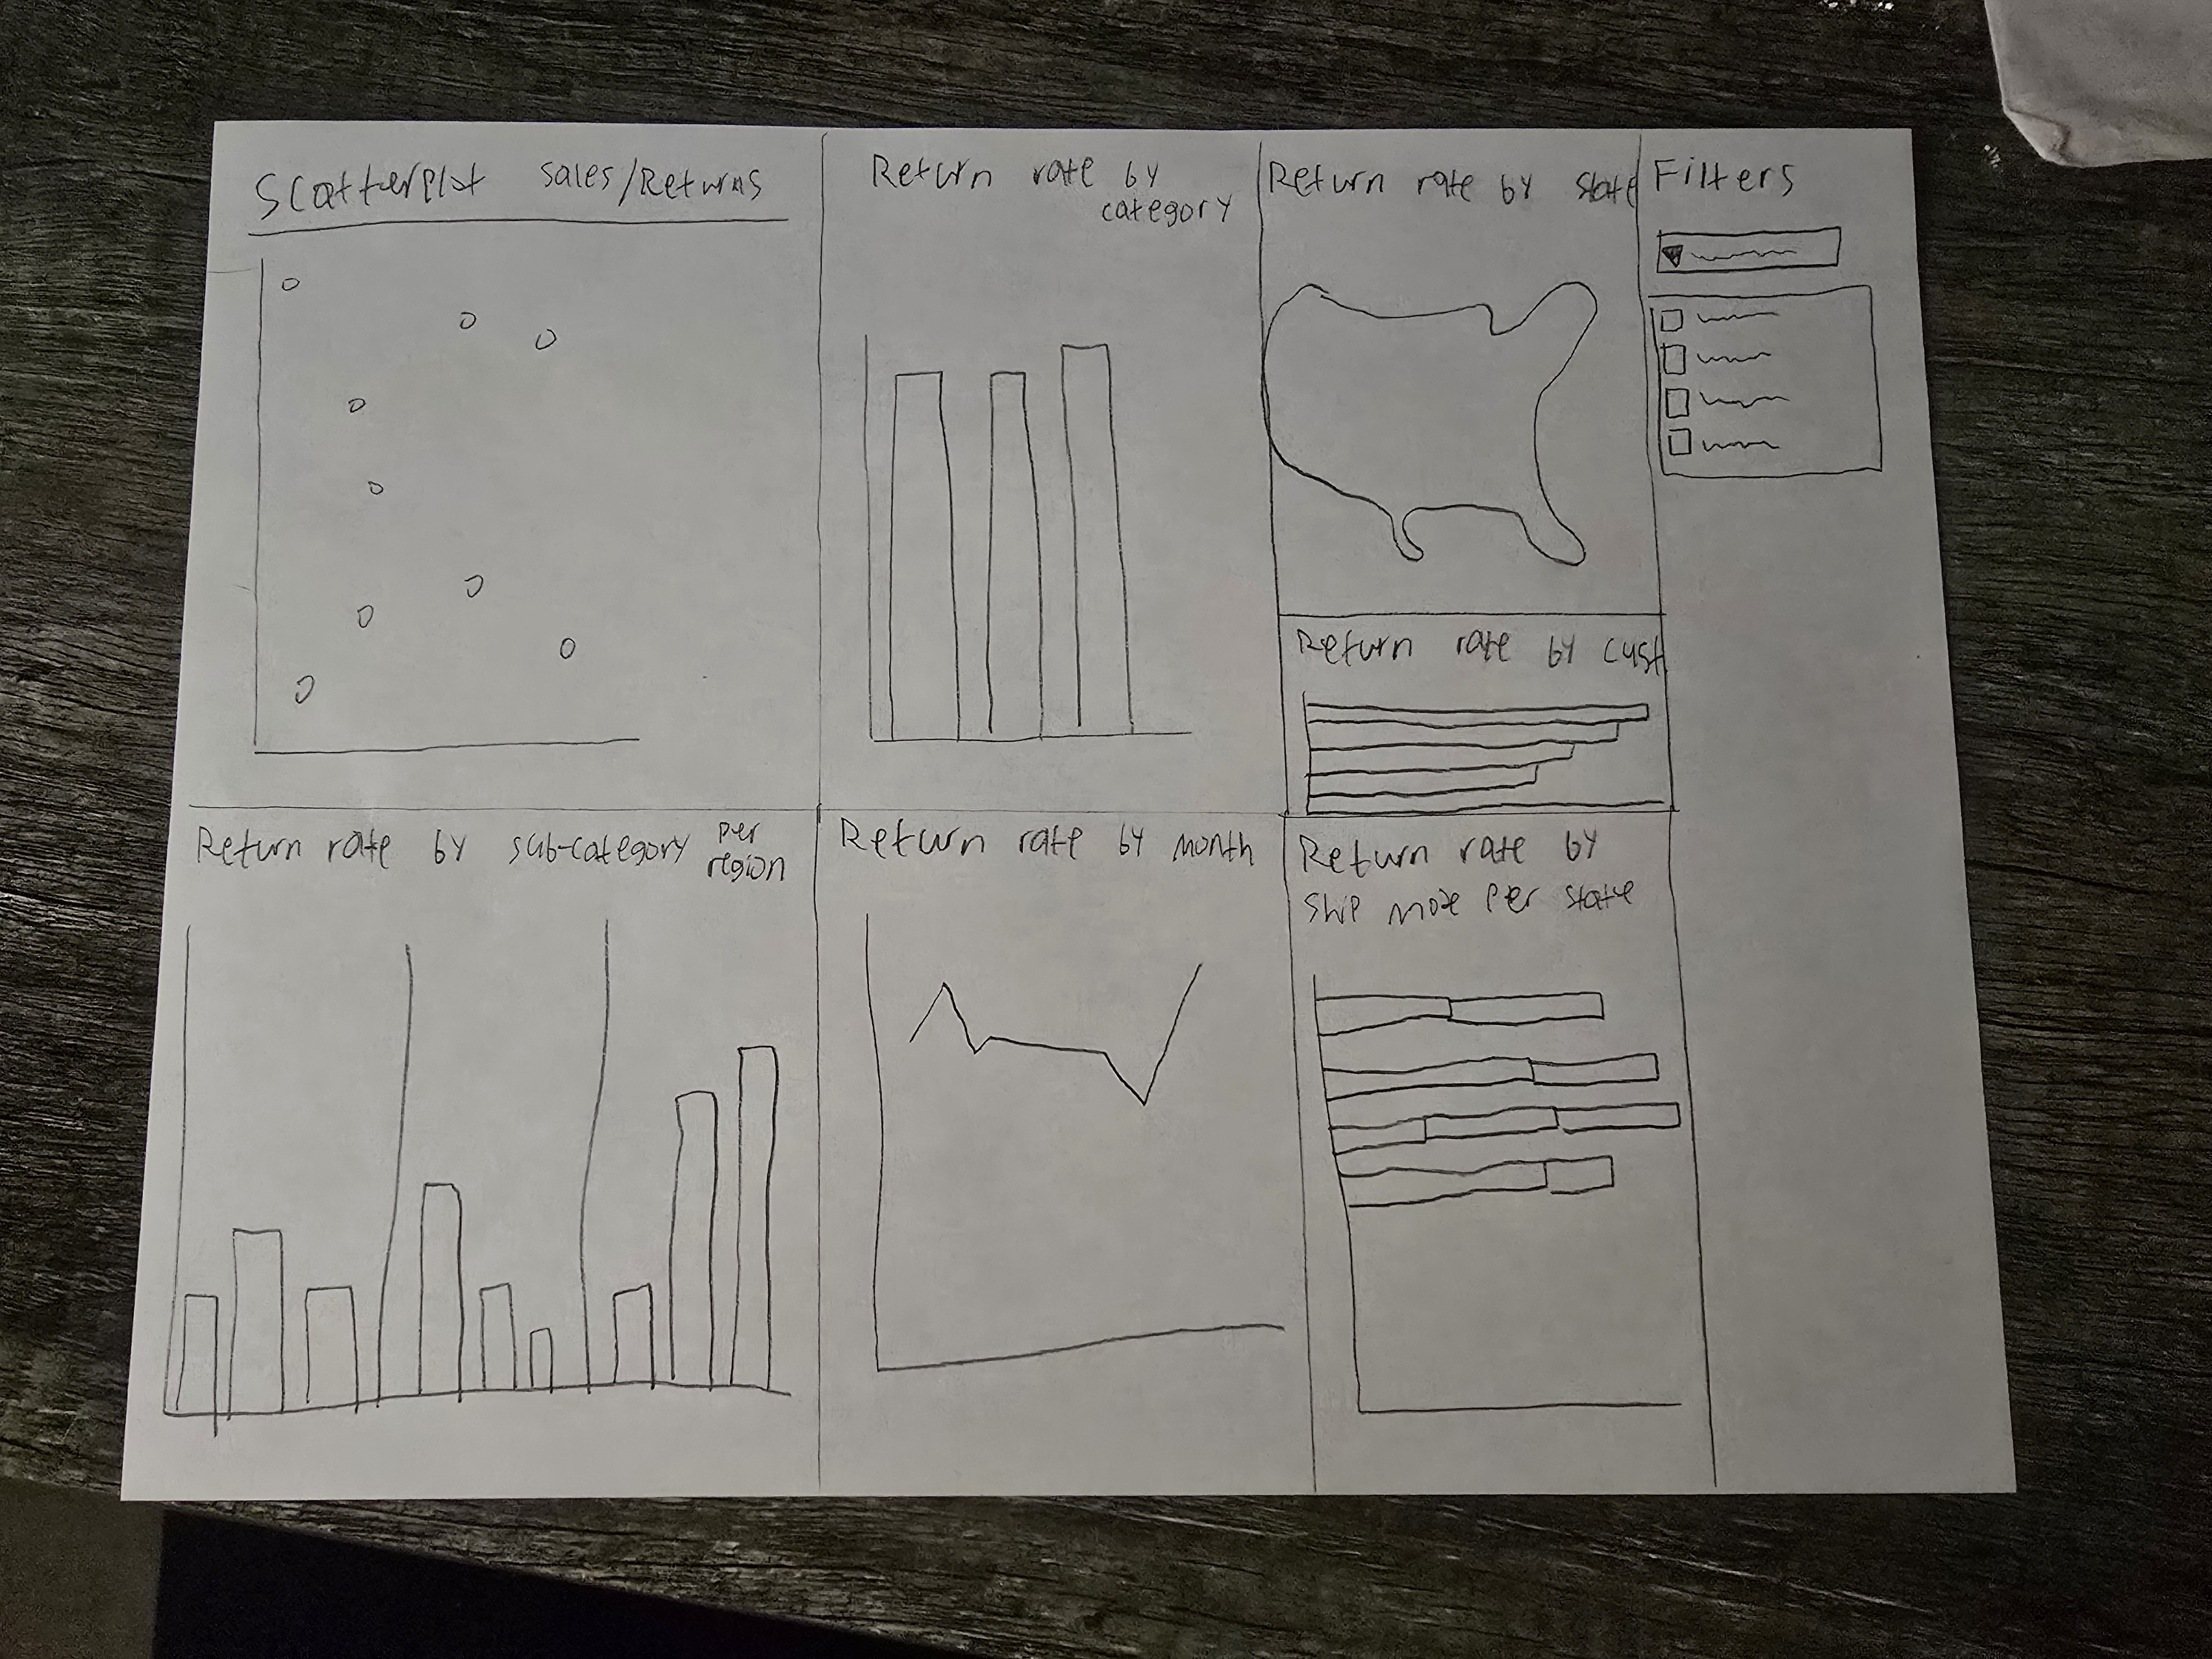 Scatterplot sales/Returns
Return rate by
category
Return rate by state
Filters
Return rate by cust
Return rate by sub-category per
region
Return rate by month
Return rate by
ship mode per state